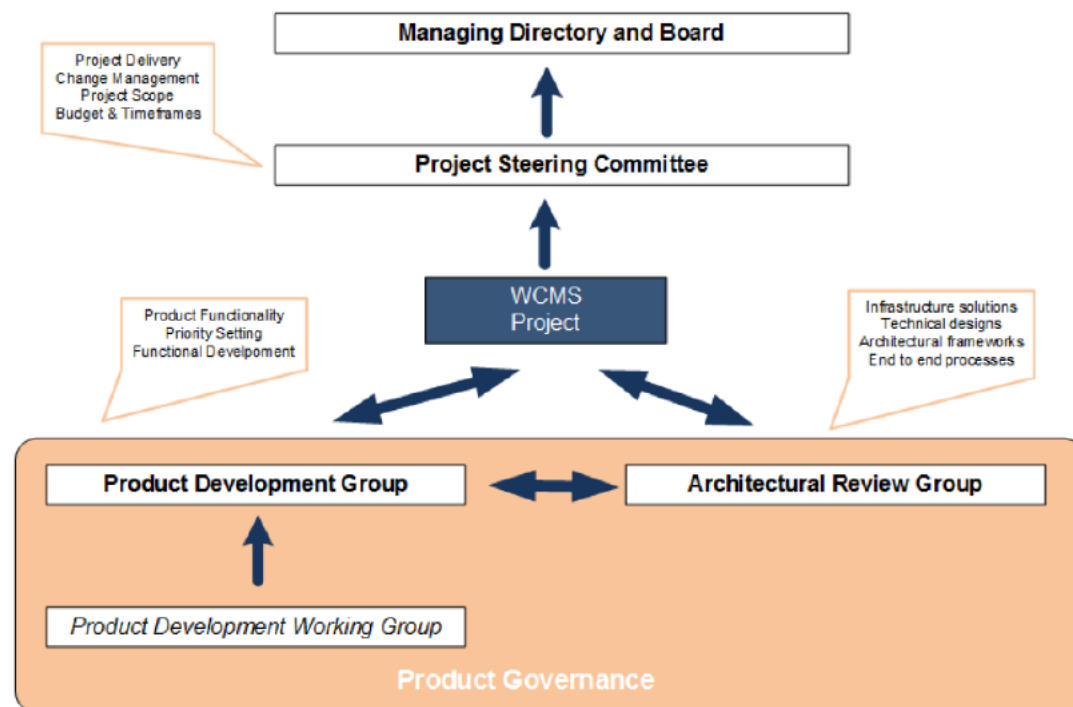 Managing Directory and Board
Project Delivery
Change Management
Project Scope
Budget & Timeframes
Project Steering Committee
WCMS
Project
Product Functionality
Priority Setting
Functional Develpoment
Infrastructure solutions
Technical designs
Architectural frameworks
End to end processes
Product Development Group
Architectural Review Group
Product Development Working Group
Product Governance